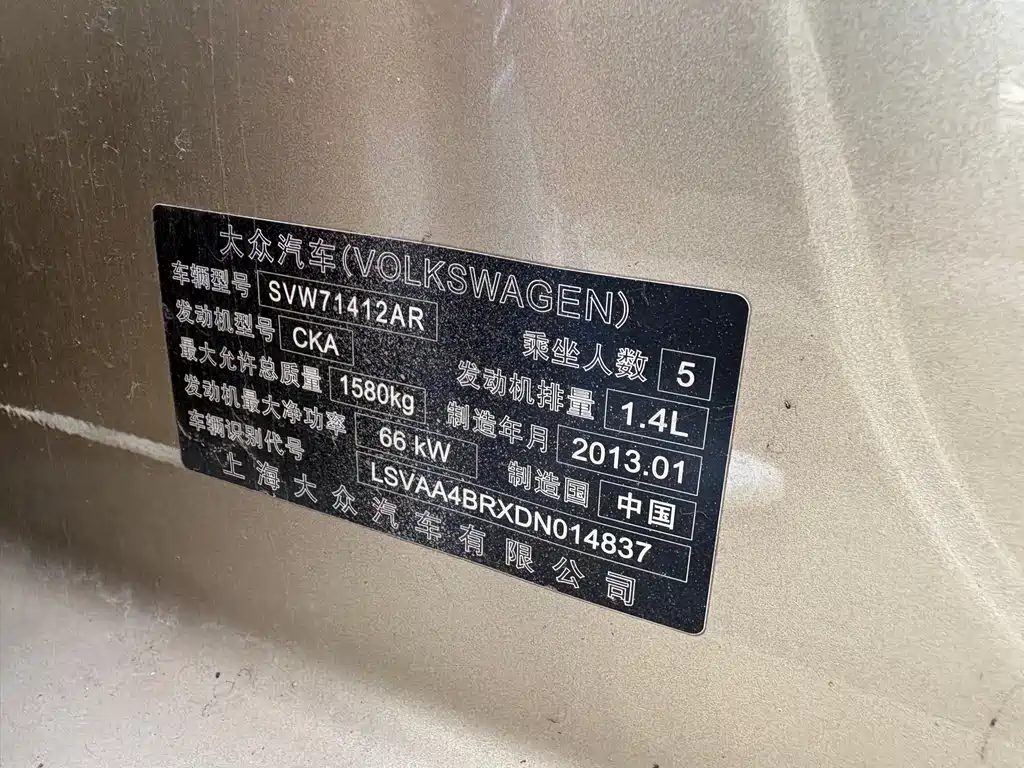 大众汽车(VOLKSWAGEN)
车辆型号 SVW71412AR 乘坐人数 5
发动机型号 CKA 发动机排量 1.4L
最大允许总质量 1580kg 制造年月 2013.01
发动机最大净功率 66 kW 制造国 中国
车辆识别代号 LSVAA4BRXDN014837
上海大众汽车有限公司